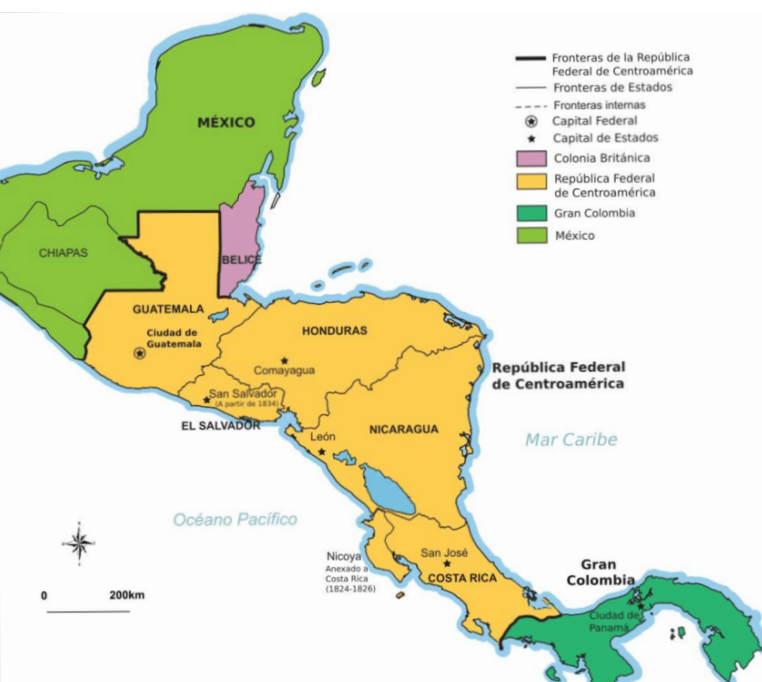 Fronteras de la República
Federal de Centroamérica
Fronteras de Estados
Fronteras internas
Capital Federal
Capital de Estados
Colonia Británica
República Federal
de Centroamérica
Gran Colombia
México
MÉXICO
CHIAPAS
BELICE
GUATEMALA
Ciudad de
Guatemala
HONDURAS
Comayagua
República Federal
de Centroamérica
San Salvador
(A partir de 1834)
EL SALVADOR
León
NICARAGUA
Mar Caribe
Océano Pacífico
Nicoya
Anexado a
Costa Rica
(1824-1826)
San José
COSTA RICA
Gran
Colombia
Ciudad de
Panamá
0 200km